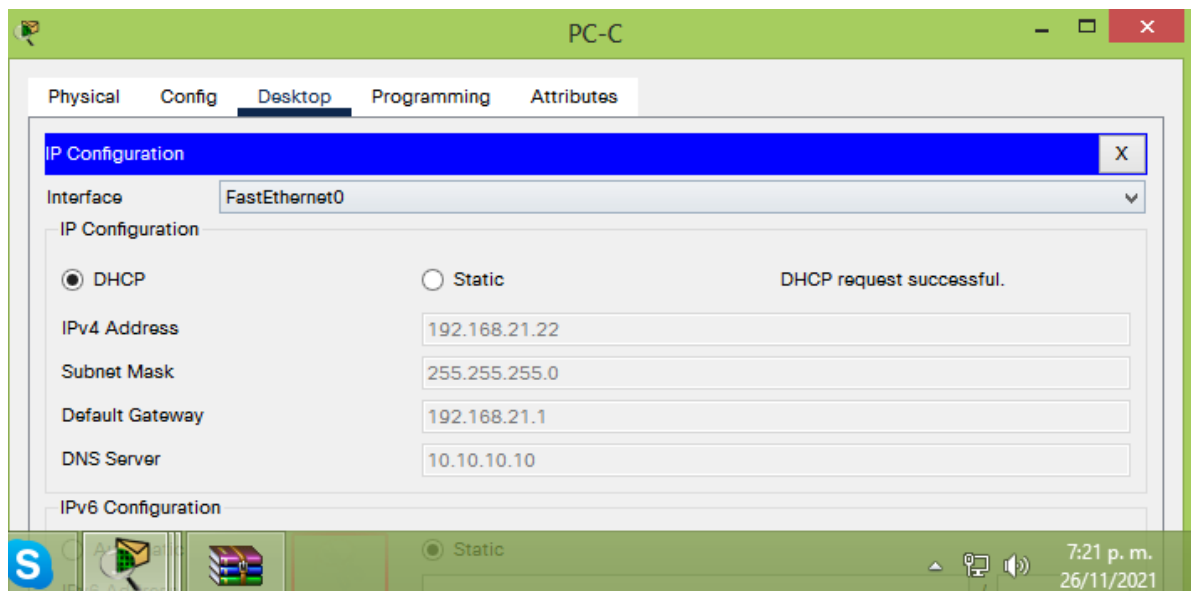 PC-C
Physical Config Desktop Programming Attributes
IP Configuration X
Interface FastEthernet0
IP Configuration
DHCP Static DHCP request successful.
IPv4 Address 192.168.21.22
Subnet Mask 255.255.255.0
Default Gateway 192.168.21.1
DNS Server 10.10.10.10
IPv6 Configuration
Static
7:21 p. m.
26/11/2021